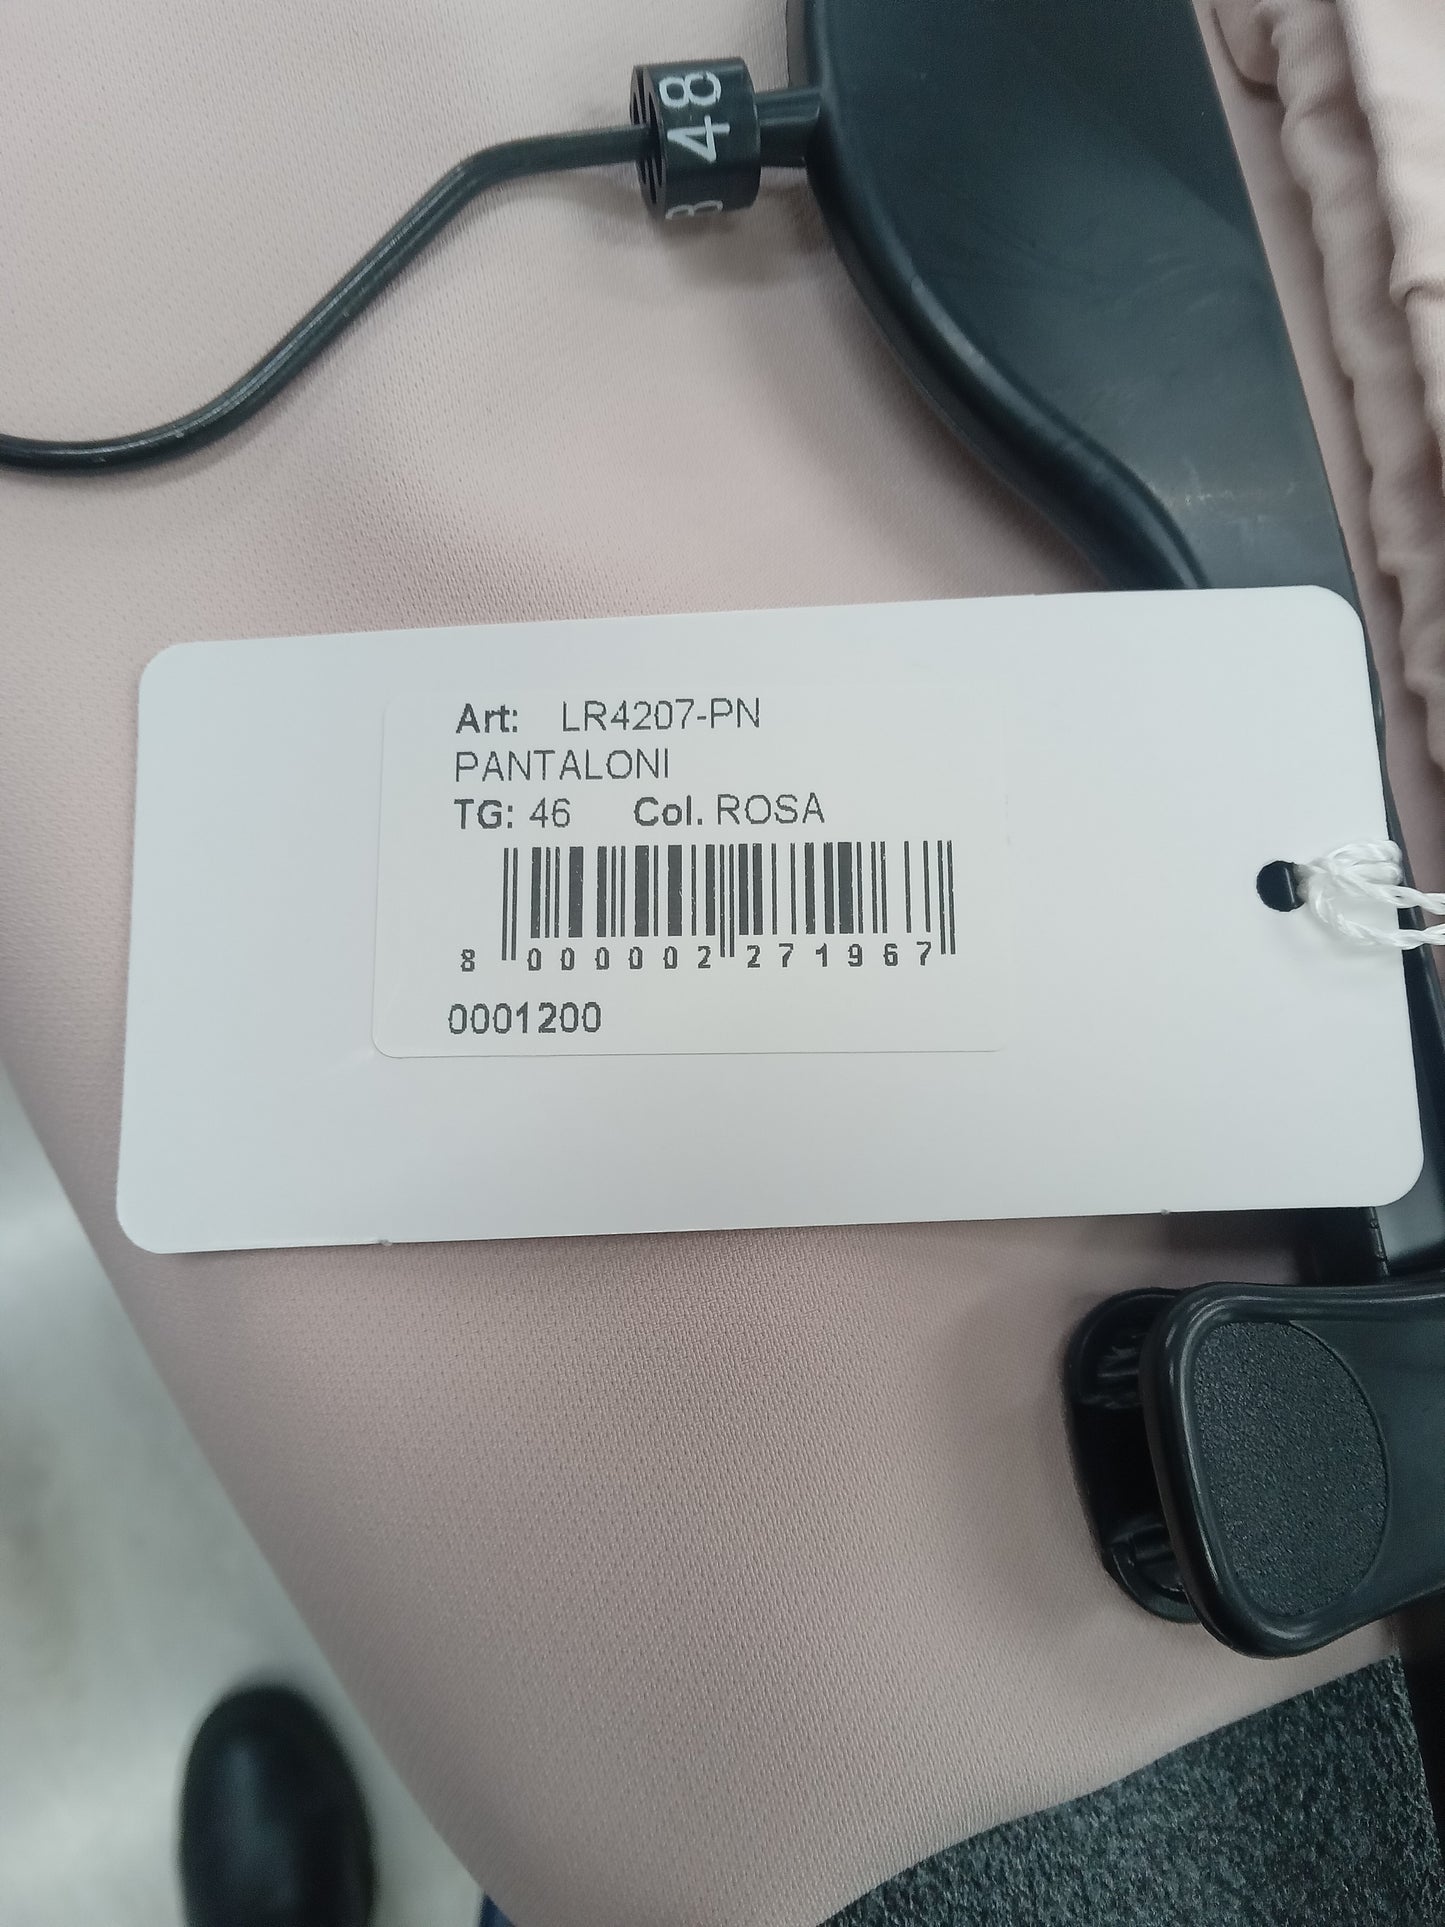 48
Art: LR4207-PN
PANTALONI
TG: 46 Col. ROSA
8 000002 271967
0001200